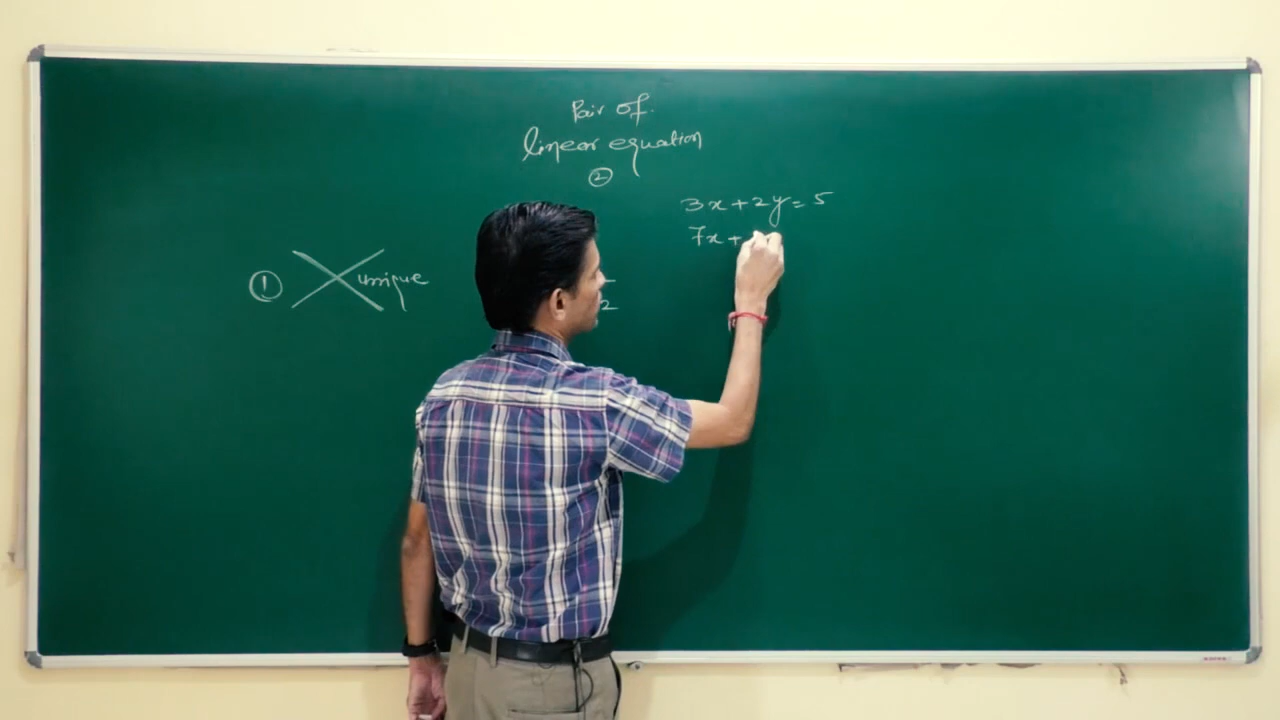 Pair of
linear equation
②
3x+2y=5
7x+
① unique
2